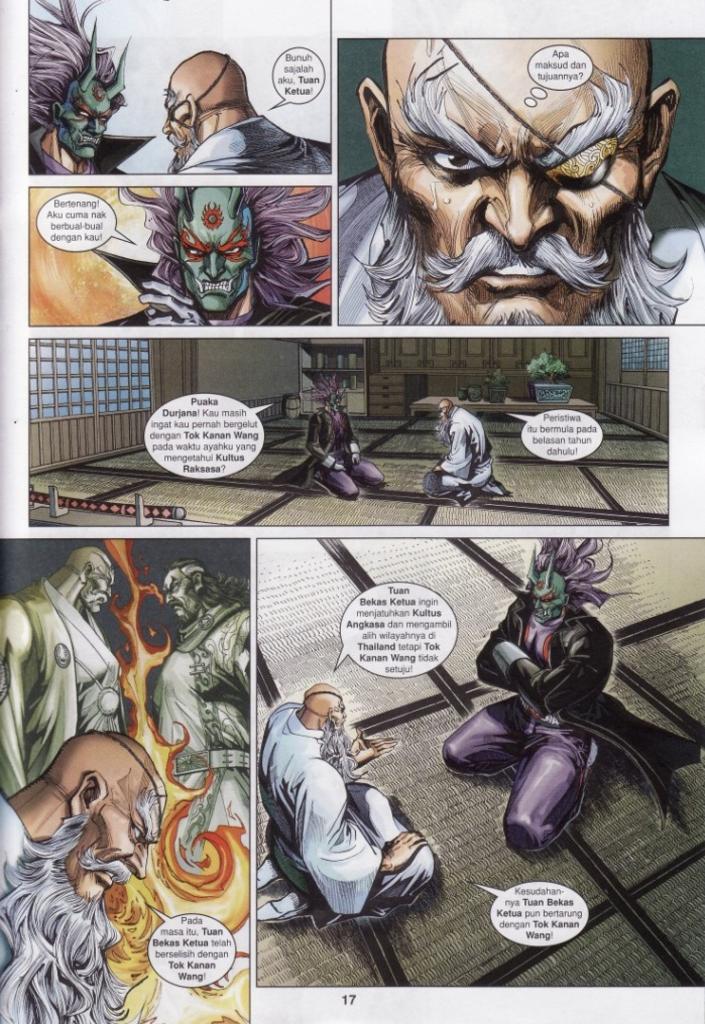 Bunuh
sajalah
aku, Tuan
Ketua!
Apa
maksud dan
tujuannya?
Bertenang!
Aku cuma nak
berbual-bual
dengan kau!
Puaka
Durjana! Kau masih
ingat kau pernah bergelut
dengan Tok Kanan Wang
pada waktu ayahku yang
mengetahui Kultus
Raksasa?
Peristiwa
itu bermula pada
belasan tahun
dahulu!
Pada
masa itu, Tuan
Bekas Ketua telah
berselisih dengan
Tok Kanan
Wang!
Tuan
Bekas Ketua ingin
menjatuhkan Kultus
Angkasa dan mengambil
alih wilayahnya di
Thailand tetapi Tok
Kanan Wang tidak
setuju!
Kesudahan-
nya Tuan Bekas
Ketua pun bertarung
dengan Tok Kanan
Wang!
17